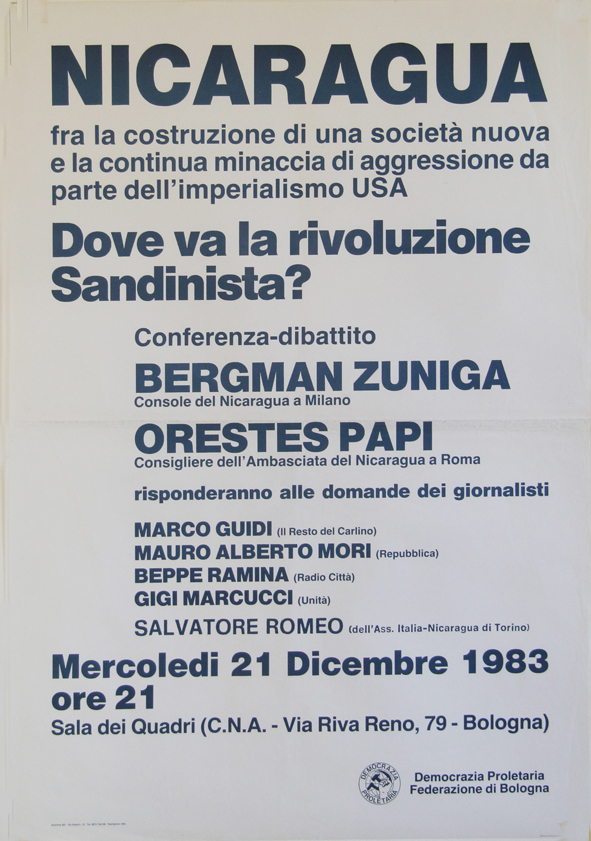 NICARAGUA
fra la costruzione di una società nuova
e la continua minaccia di aggressione da
parte dell'imperialismo USA
Dove va la rivoluzione
Sandinista?
Conferenza-dibattito
BERGMAN ZUNIGA
Console del Nicaragua a Milano
ORESTES PAPI
Consigliere dell'Ambasciata del Nicaragua a Roma
risponderanno alle domande dei giornalisti
MARCO GUIDI (Il Resto del Carlino)
MAURO ALBERTO MORI (Repubblica)
BEPPE RAMINA (Radio Città)
GIGI MARCUCCI (Unità)
SALVATORE ROMEO (dell'Ass. Italia-Nicaragua di Torino)
Mercoledi 21 Dicembre 1983
ore 21
Sala dei Quadri (C.N.A. - Via Riva Reno, 79 - Bologna)
DEMOCRAZIA
PROLETARIA
Democrazia Proletaria
Federazione di Bologna